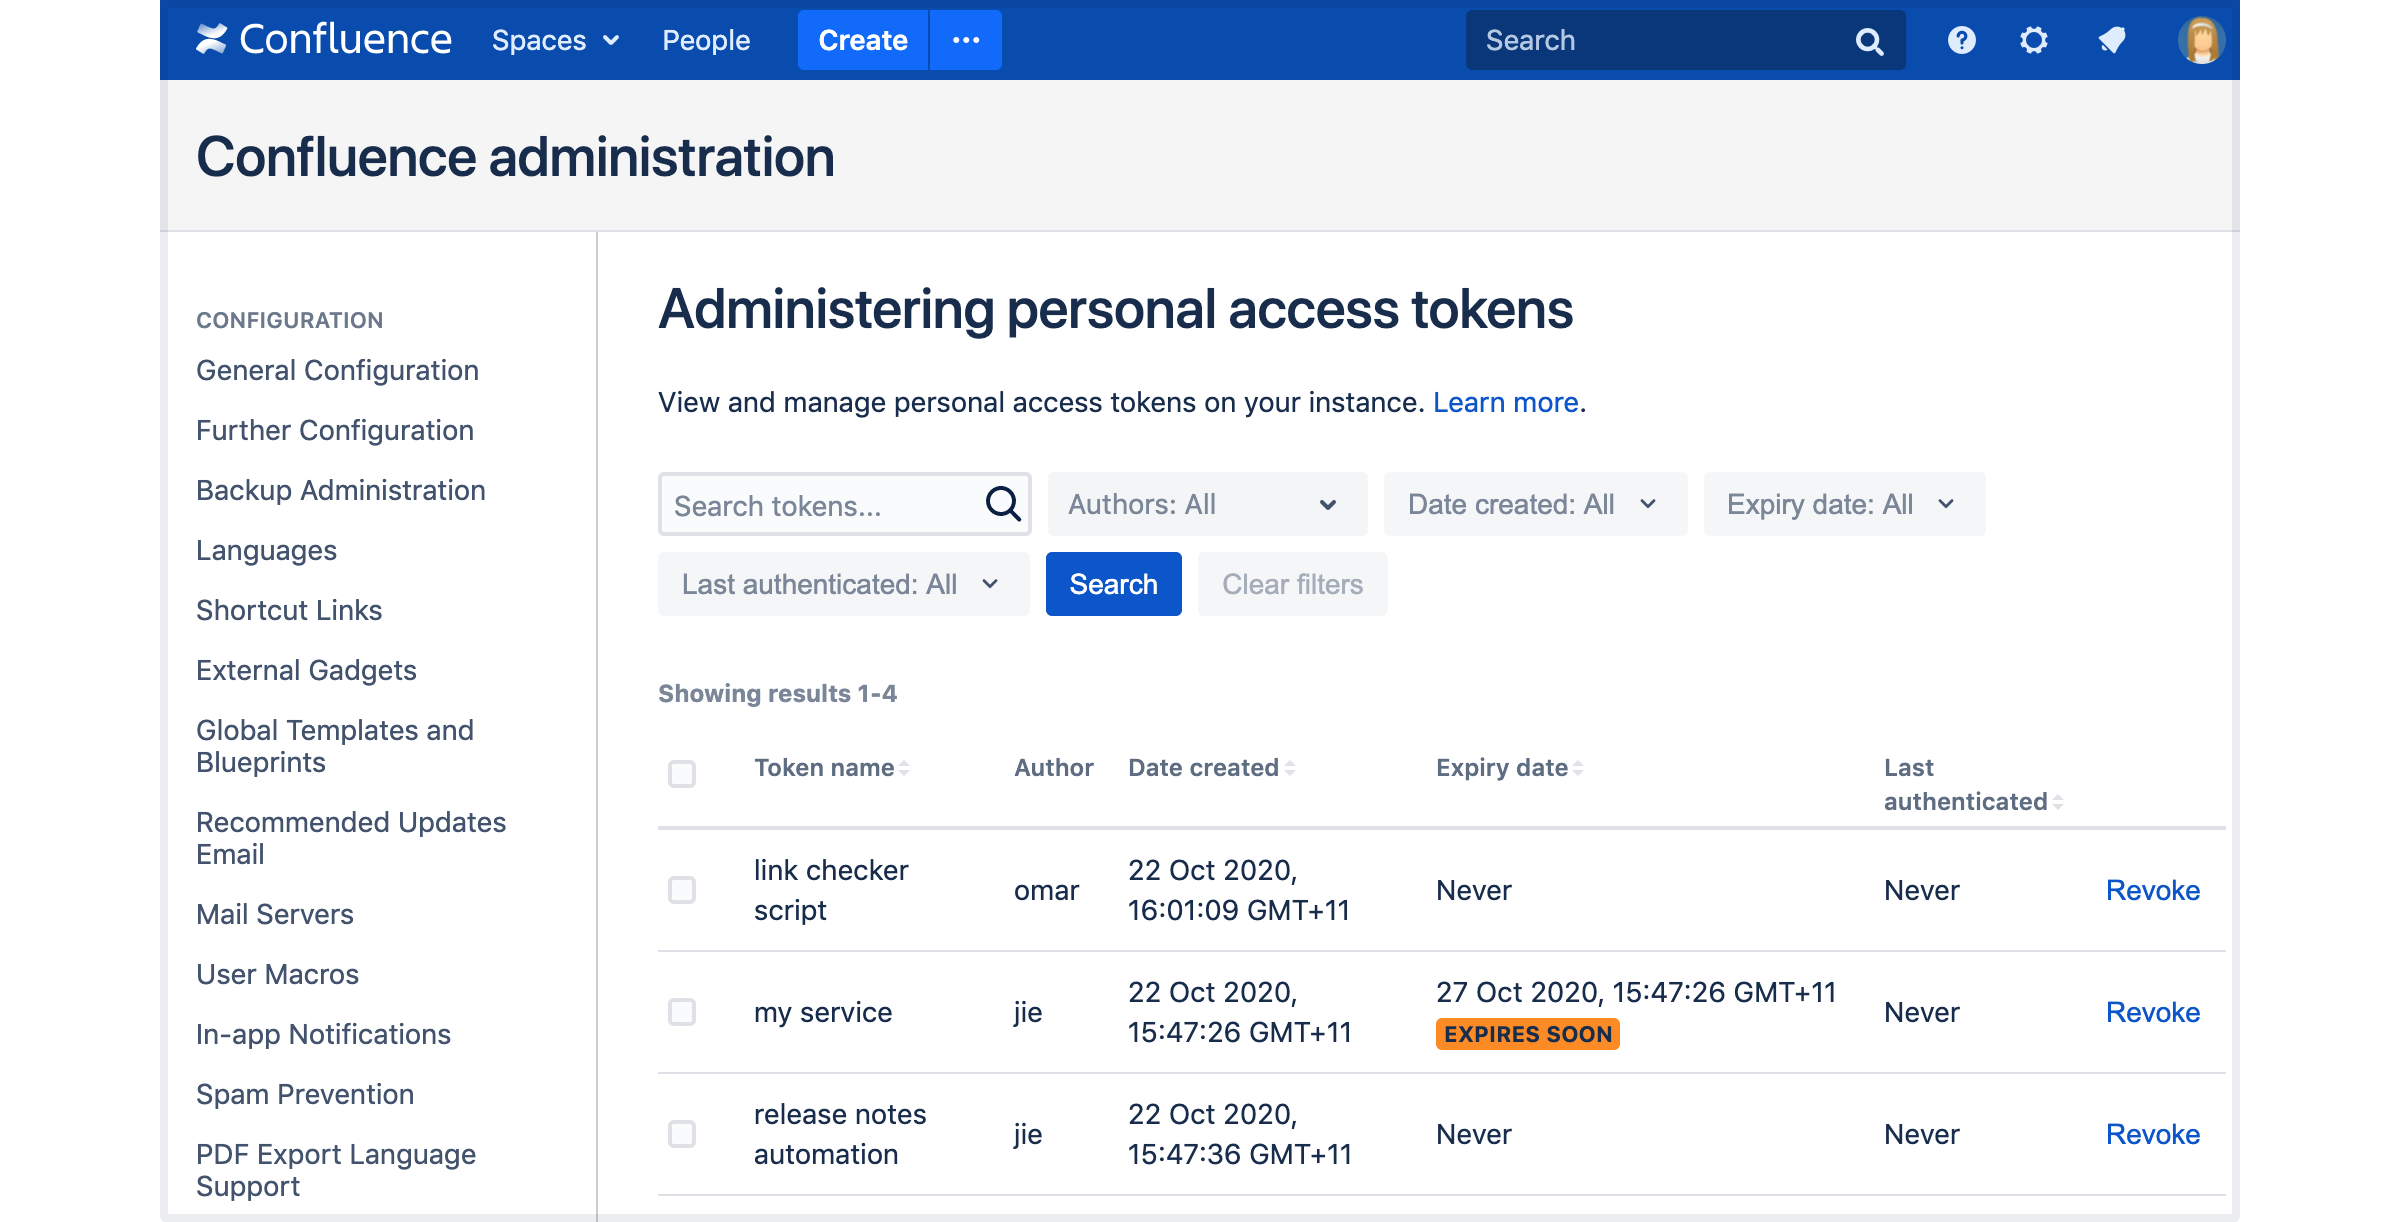 Confluence Spaces People Create ••• Search
Confluence administration
CONFIGURATION
General Configuration
Further Configuration
Backup Administration
Languages
Shortcut Links
External Gadgets
Global Templates and
Blueprints
Recommended Updates
Email
Mail Servers
User Macros
In-app Notifications
Spam Prevention
PDF Export Language
Support
Administering personal access tokens
View and manage personal access tokens on your instance. Learn more.
Search tokens... Authors: All Date created: All Expiry date: All
Last authenticated: All Search Clear filters
Showing results 1-4
Token name Author Date created Expiry date Last
authenticated
link checker
script
omar
22 Oct 2020,
16:01:09 GMT+11
Never
Never
Revoke
my service
jie
22 Oct 2020,
15:47:26 GMT+11
27 Oct 2020, 15:47:26 GMT+11
EXPIRES SOON
Never
Revoke
release notes
automation
jie
22 Oct 2020,
15:47:36 GMT+11
Never
Never
Revoke